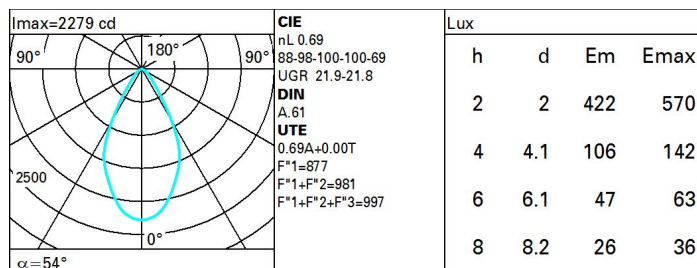 Imax=2279 cd
90°
180°
90°
2500
0°
α=54°
CIE
nL 0.69
88-98-100-100-69
UGR 21.9-21.8
DIN
A.61
UTE
0.69A+0.00T
F"1=877
F"1+F"2=981
F"1+F"2+F"3=997
Lux
h d Em Emax
2 2 422 570
4 4.1 106 142
6 6.1 47 63
8 8.2 26 36